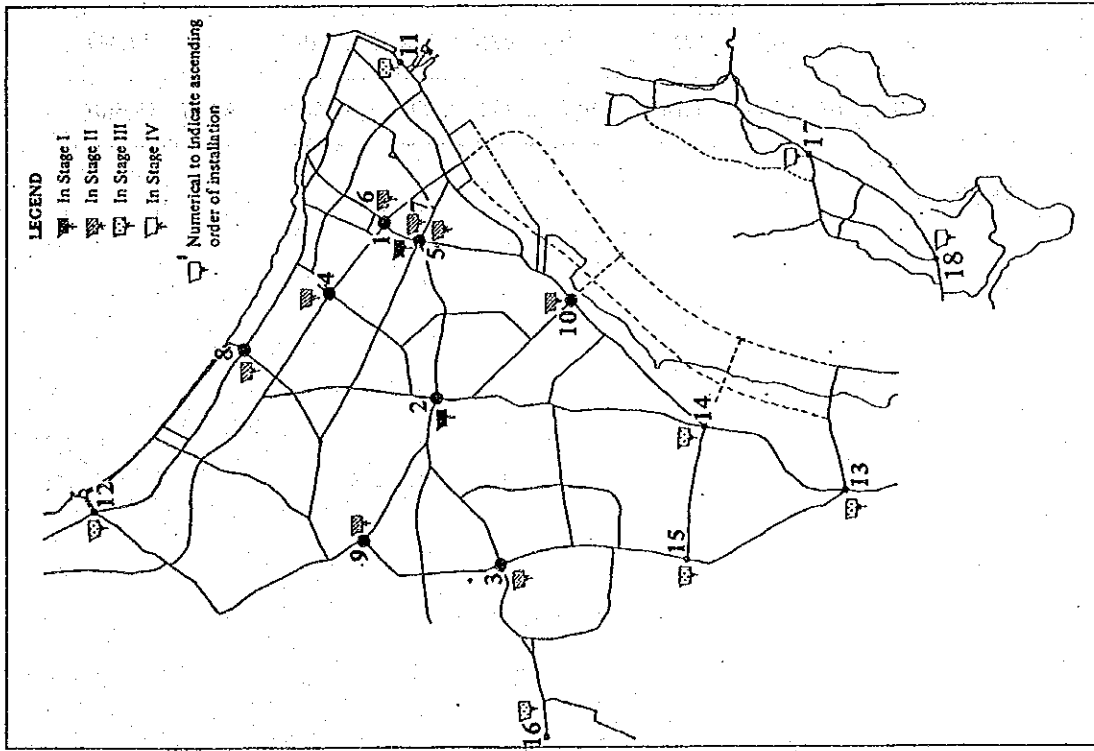 LEGEND
In Stage I
In Stage II
In Stage III
In Stage IV
1
Numerical to indicate ascending
order of installation
11
6
1
7
5
4
8
10
2
12
9
3
14
13
15
16
17
18